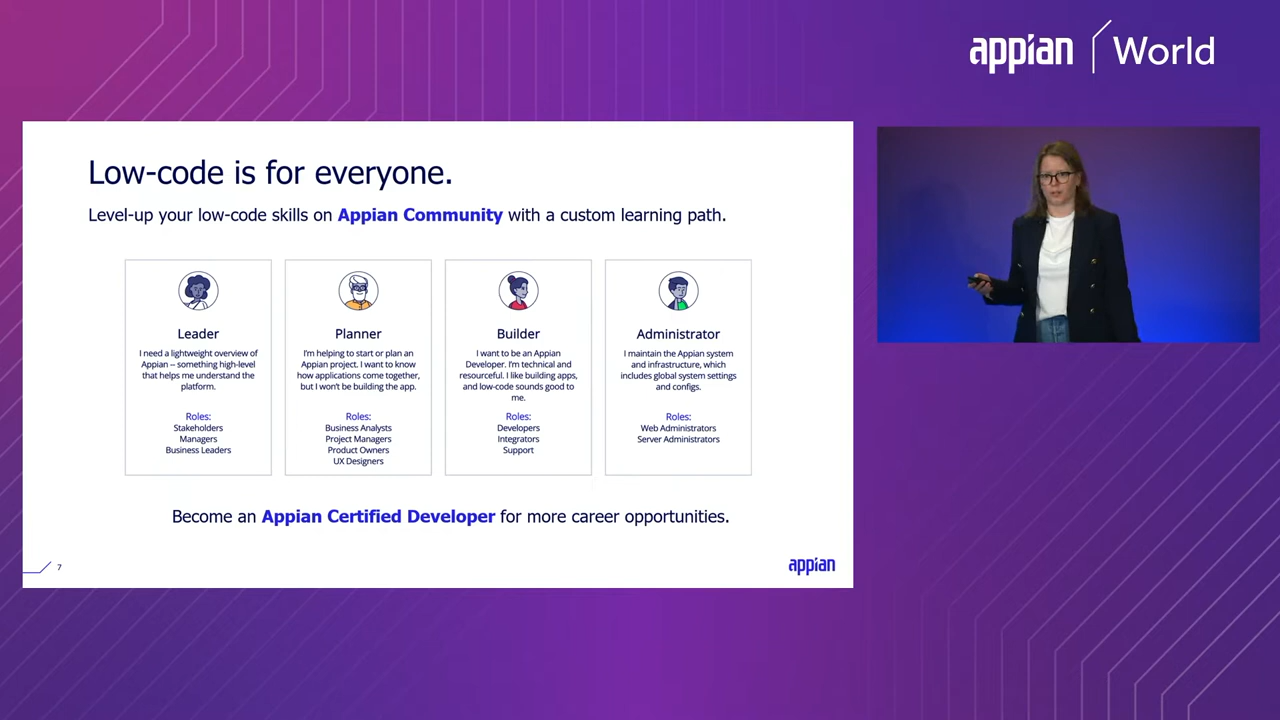 appian World
Low-code is for everyone.
Level-up your low-code skills on Appian Community with a custom learning path.
Leader
I need a lightweight overview of
Appian – something high-level
that helps me understand the
platform.
Roles:
Stakeholders
Managers
Business Leaders
Planner
I'm helping to start or plan an
Appian project. I want to know
how applications come together,
but I won't be building the app.
Roles:
Business Analysts
Project Managers
Product Owners
UX Designers
Builder
I want to be an Appian
Developer. I'm technical and
resourceful. I like building apps,
and low-code sounds good to
me.
Roles:
Developers
Integrators
Support
Administrator
I maintain the Appian system
and infrastructure, which
includes global system settings
and configs.
Roles:
Web Administrators
Server Administrators
Become an Appian Certified Developer for more career opportunities.
7
appian